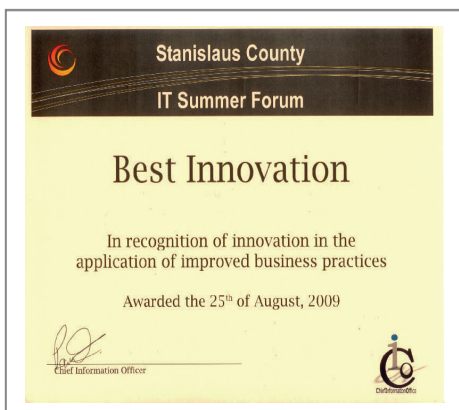 Stanislaus County
IT Summer Forum
Best Innovation
In recognition of innovation in the
application of improved business practices
Awarded the 25th of August, 2009
Chief Information Officer
ChiefInformationOffice